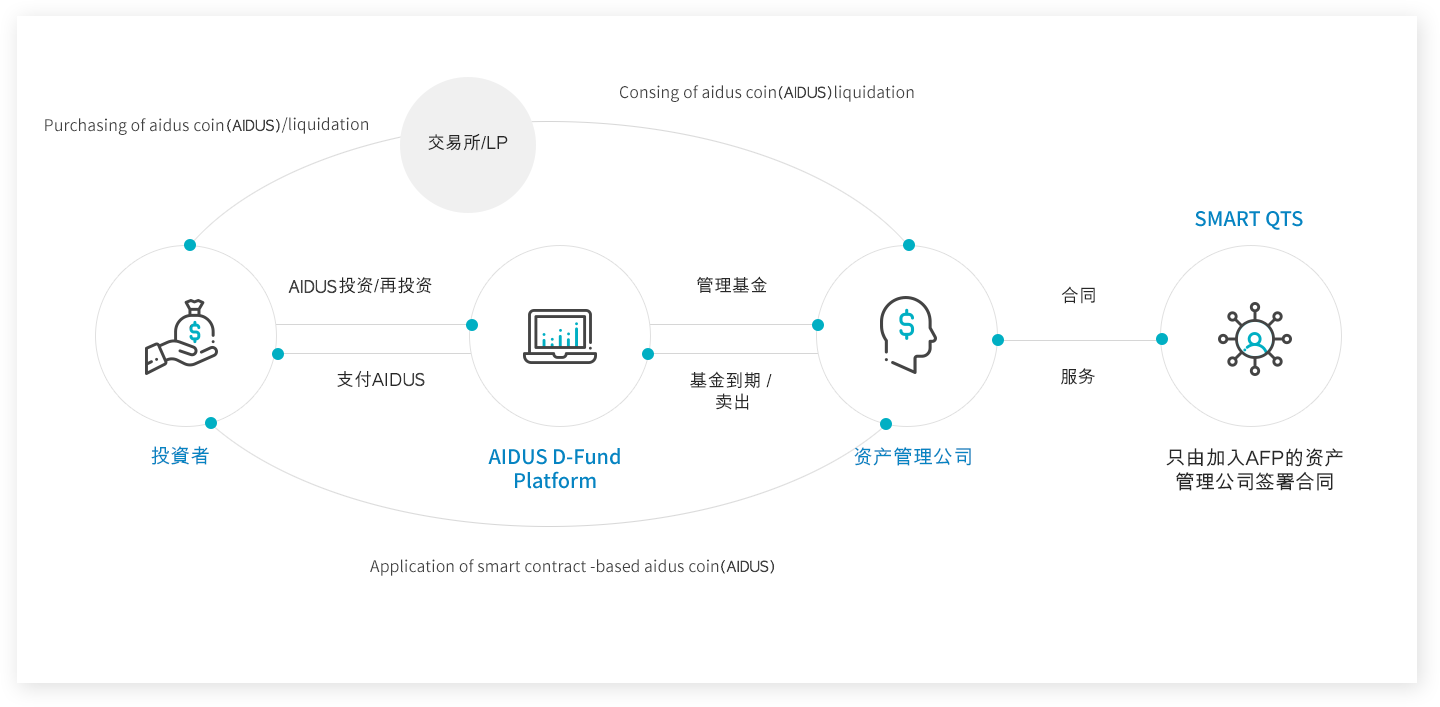 Consing of aidus coin(AIDUS)liquidation
Purchasing of aidus coin(AIDUS)/liquidation
交易所/LP
SMART QTS
AIDUS投资/再投资
管理基金
合同
支付AIDUS
基金到期 /
卖出
服务
投資者
AIDUS D-Fund
Platform
资产管理公司
只由加入AFP的资产
管理公司签署合同
Application of smart contract -based aidus coin(AIDUS)